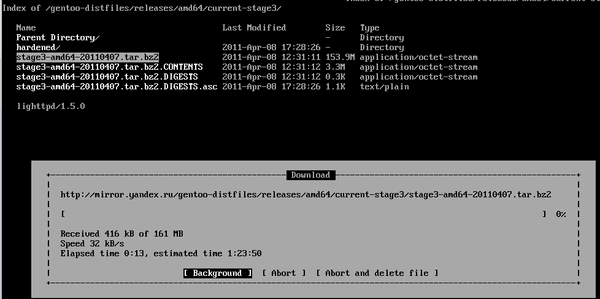 Index of /gentoo-distfiles/releases/amd64/current-stage3/
Name Last Modified Size Type
Parent Directory/ - Directory
hardened/ 2011-Apr-08 17:28:26 - Directory
stage3-amd64-20110407.tar.bz2 2011-Apr-08 12:31:11 153.9M application/octet-stream
stage3-amd64-20110407.tar.bz2.CONTENTS 2011-Apr-08 12:31:12 3.3M application/octet-stream
stage3-amd64-20110407.tar.bz2.DIGESTS 2011-Apr-08 12:31:12 0.3K application/octet-stream
stage3-amd64-20110407.tar.bz2.DIGESTS.asc 2011-Apr-08 17:28:26 1.1K text/plain
lighttpd/1.5.0
Download
http://mirror.yandex.ru/gentoo-distfiles/releases/amd64/current-stage3/stage3-amd64-20110407.tar.bz2
[ ] 0%
Received 416 kB of 161 MB
Speed 32 kB/s
Elapsed time 0:13, estimated time 1:23:50
[ Background ] [ Abort ] [ Abort and delete file ]